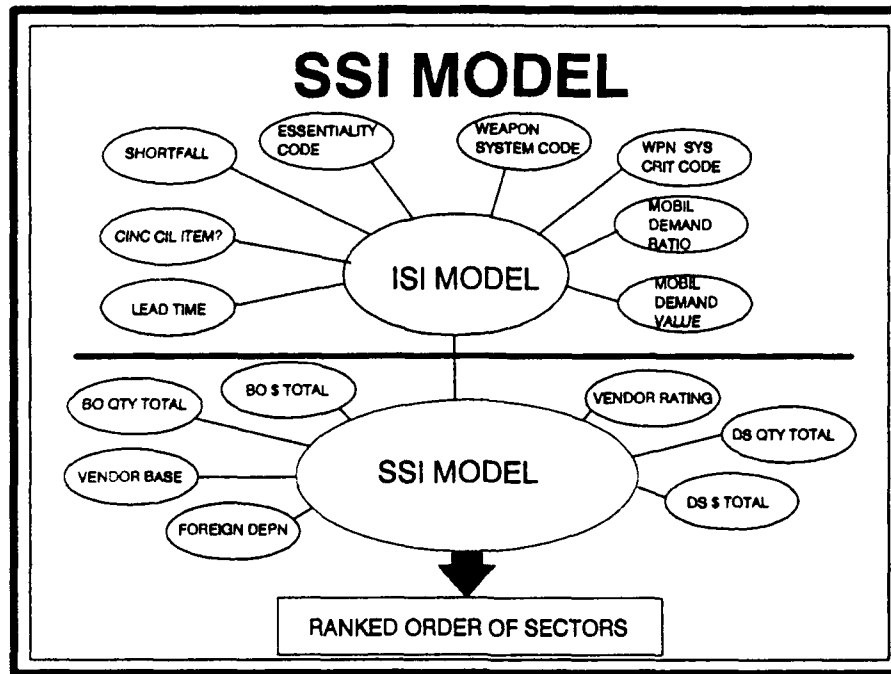 SSI MODEL
ESSENTIALITY
CODE
WEAPON
SYSTEM CODE
SHORTFALL
WPN SYS
CRIT CODE
CINC CIL ITEM?
MOBIL
DEMAND
RATIO
ISI MODEL
LEAD TIME
MOBIL
DEMAND
VALUE
BO $ TOTAL
VENDOR RATING
BO QTY TOTAL
DS QTY TOTAL
VENDOR BASE
SSI MODEL
DS $ TOTAL
FOREIGN DEPN
RANKED ORDER OF SECTORS